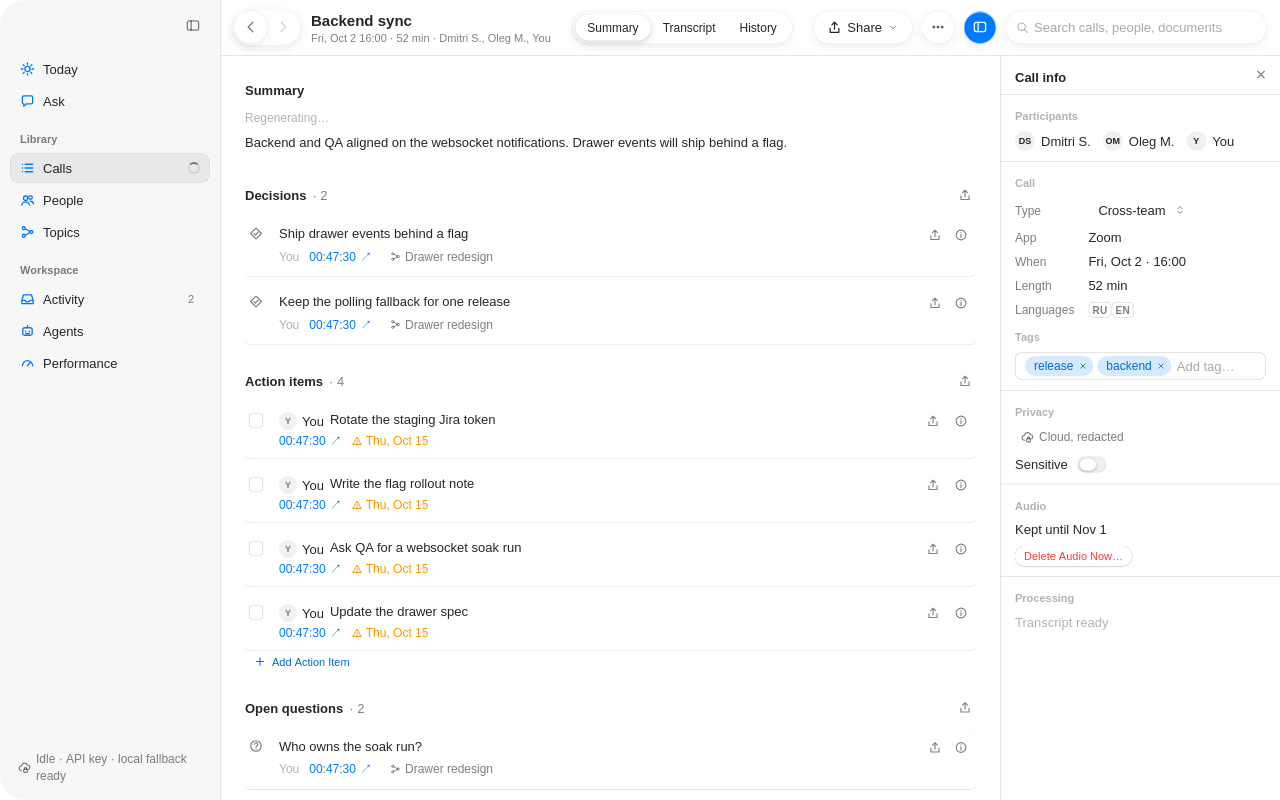 Today
Ask
Library
Calls
People
Topics
Workspace
Activity 2
Agents
Performance
Idle · API key · local fallback
ready
Backend sync
Fri, Oct 2 16:00 · 52 min · Dmitri S., Oleg M., You
Summary Transcript History
Share
Search calls, people, documents
Summary
Regenerating…
Backend and QA aligned on the websocket notifications. Drawer events will ship behind a flag.
Decisions · 2
Ship drawer events behind a flag
You 00:47:30 Drawer redesign
Keep the polling fallback for one release
You 00:47:30 Drawer redesign
Action items · 4
Y You Rotate the staging Jira token
00:47:30 Thu, Oct 15
Y You Write the flag rollout note
00:47:30 Thu, Oct 15
Y You Ask QA for a websocket soak run
00:47:30 Thu, Oct 15
Y You Update the drawer spec
00:47:30 Thu, Oct 15
Add Action Item
Open questions · 2
Who owns the soak run?
You 00:47:30 Drawer redesign
Call info
Participants
DS Dmitri S. OM Oleg M. Y You
Call
Type Cross-team
App Zoom
When Fri, Oct 2 · 16:00
Length 52 min
Languages RU EN
Tags
release × backend × Add tag…
Privacy
Cloud, redacted
Sensitive
Audio
Kept until Nov 1
Delete Audio Now…
Processing
Transcript ready